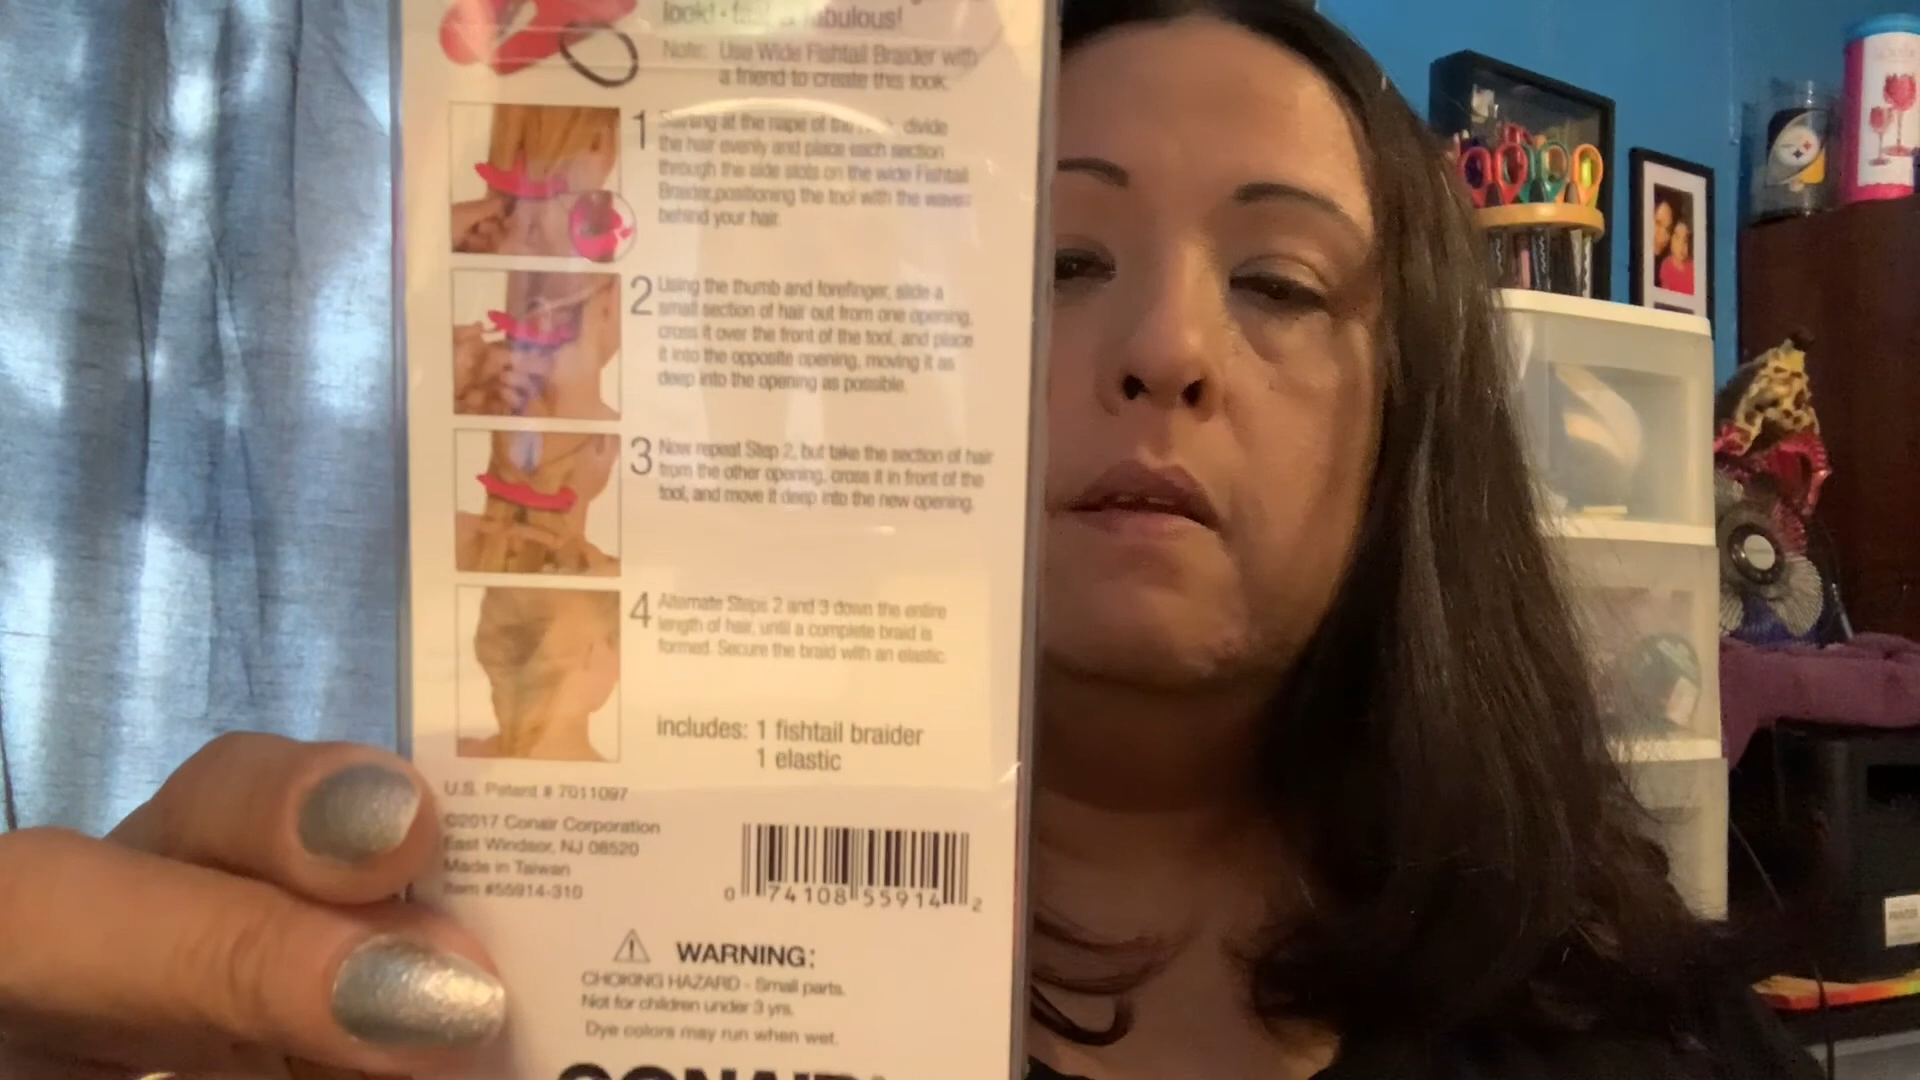 look! - fast & fabulous!
Note: Use Wide Fishtail Braider with
a friend to create this look.
1 Starting at the nape of the divide
the hair evenly and place each section
through the side slots on the wide Fishtail
Braider, positioning the tool with the waves
behind your hair.
2 Using the thumb and forefinger, slide a
small section of hair out from one opening,
cross it over the front of the tool, and place
it into the opposite opening, moving it as
deep into the opening as possible.
3 Now repeat Step 2, but take the section of hair
from the other opening, cross it in front of the
tool, and move it deep into the new opening.
4 Alternate Steps 2 and 3 down the entire
length of hair, until a complete braid is
formed. Secure the braid with an elastic.
includes: 1 fishtail braider
1 elastic
U.S. Patent # 7011097
©2017 Conair Corporation
East Windsor, NJ 08520
Made in Taiwan
Item #55914-310
0 74108 55914 2
WARNING:
CHOKING HAZARD - Small parts.
Not for children under 3 yrs.
Dye colors may run when wet.
CONAIR
Steelers